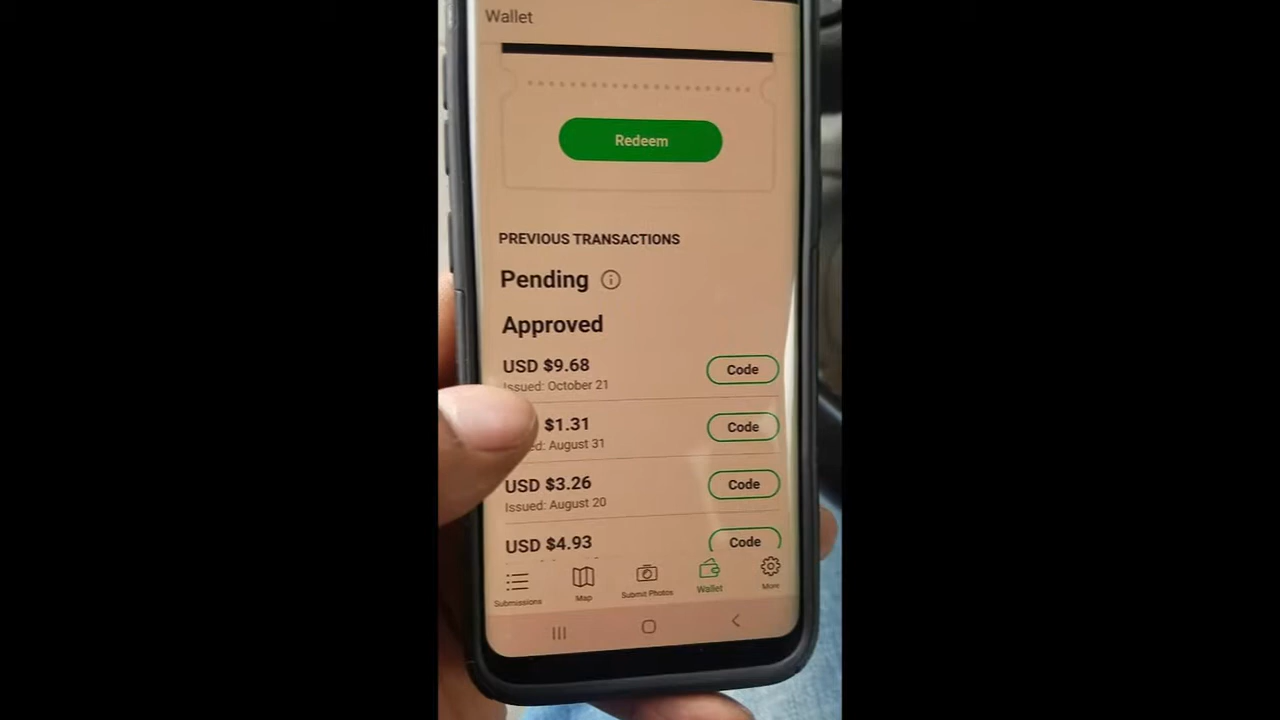 Wallet
Redeem
PREVIOUS TRANSACTIONS
Pending
Approved
USD $9.68
Code
Issued: October 21
$1.31
Code
ed: August 31
USD $3.26
Code
Issued: August 20
USD $4.93
Code
Submissions
Map
Submit Photos
Wallet
More